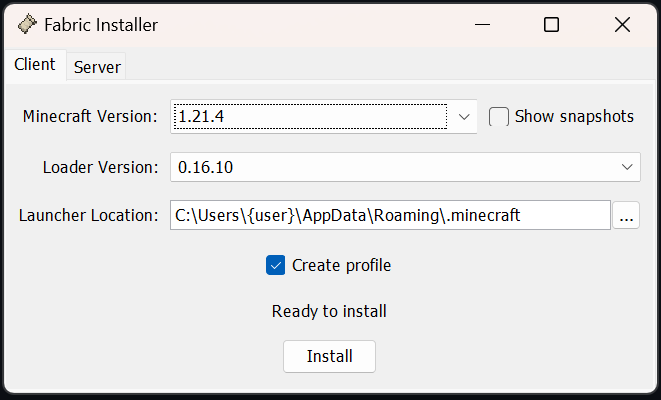 Fabric Installer
Client Server
Minecraft Version: 1.21.4 Show snapshots
Loader Version: 0.16.10
Launcher Location: C:\Users\{user}\AppData\Roaming\.minecraft ...
Create profile
Ready to install
Install